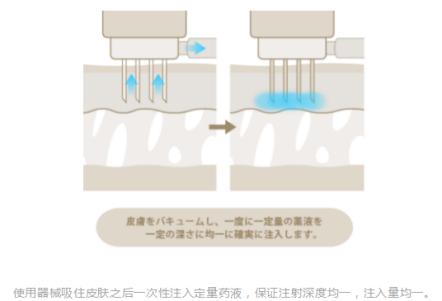 皮膚をバキュームし、一度に一定量の薬液を
一定の深さに均一に確実に注入します。
使用器械吸住皮肤之后一次性注入定量药液，保证注射深度均一，注入量均一。